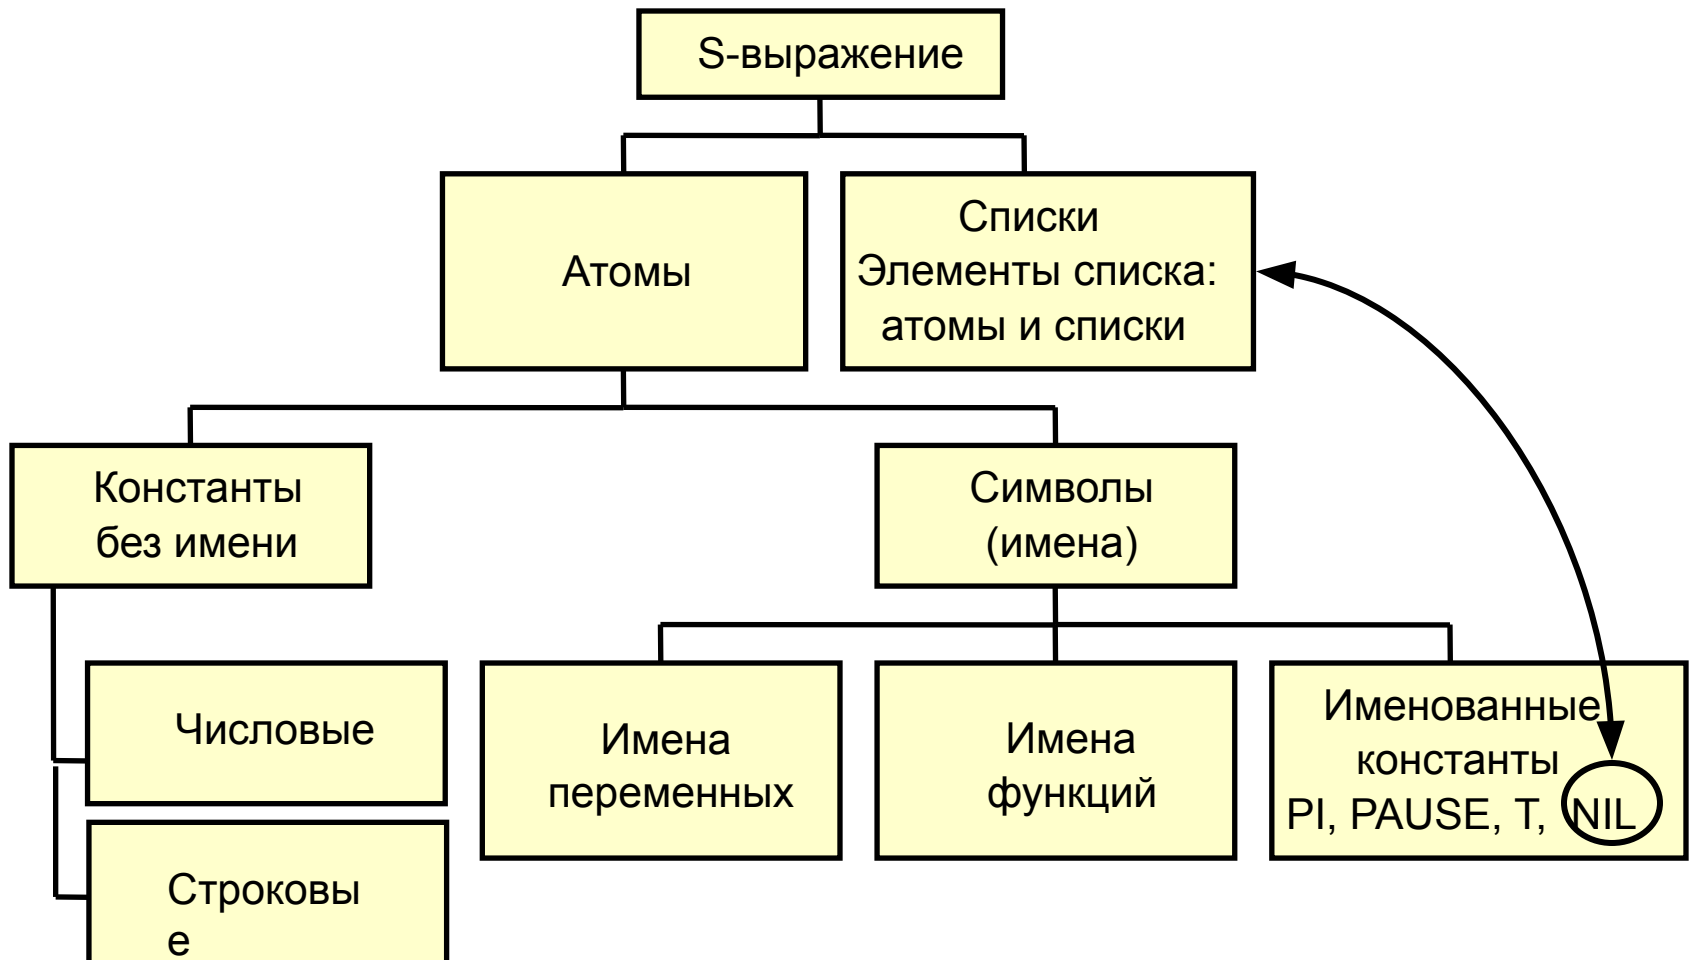 S-выражение
Атомы
Списки
Элементы списка:
атомы и списки
Константы
без имени
Символы
(имена)
Числовые
Имена
переменных
Имена
функций
Именованные
константы
PI, PAUSE, T, NIL
Строковы
е